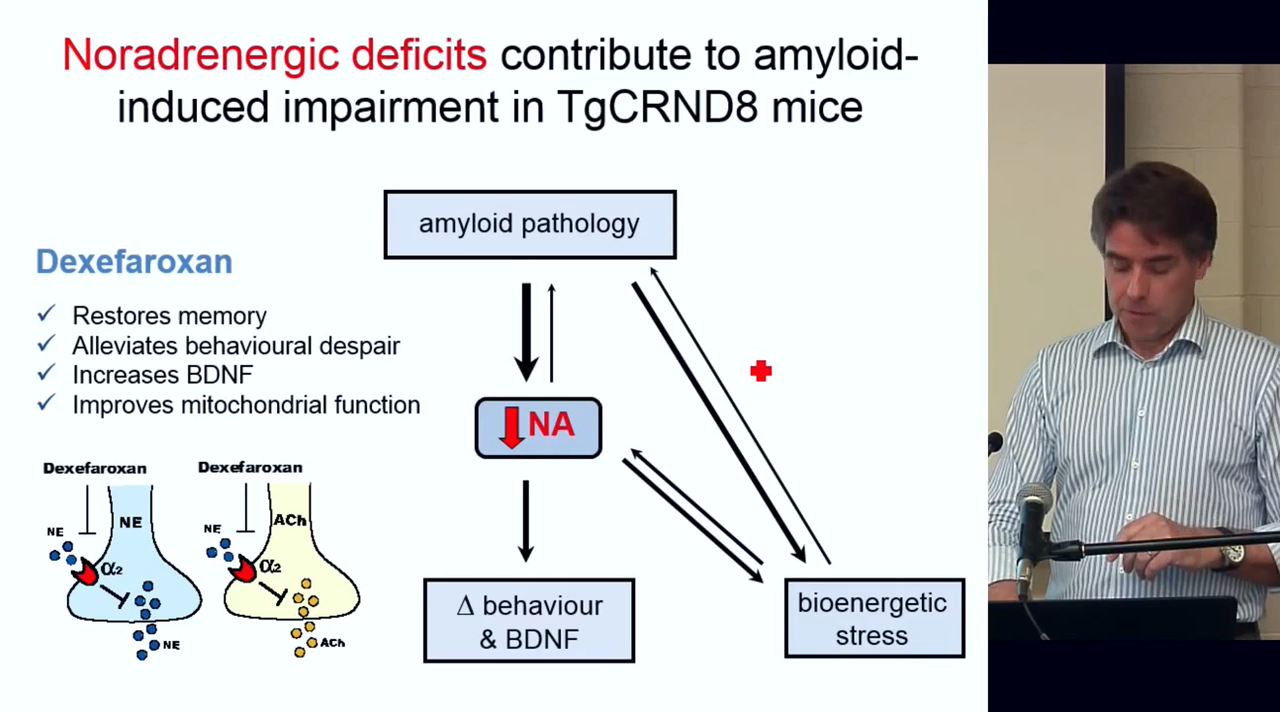 Noradrenergic deficits contribute to amyloid-
induced impairment in TgCRND8 mice
amyloid pathology
Dexefaroxan
✓ Restores memory
✓ Alleviates behavioural despair
✓ Increases BDNF
✓ Improves mitochondrial function
NA
Dexefaroxan
NE
NE
α2
NE
Dexefaroxan
NE
ACh
α2
ACh
Δ behaviour
& BDNF
bioenergetic
stress